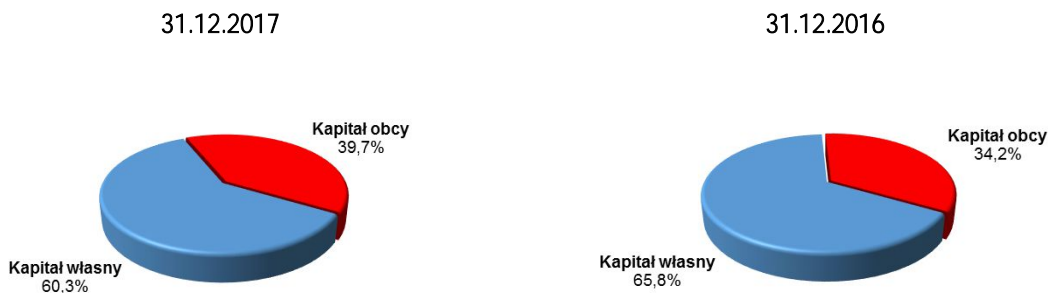 31.12.2017
Kapitał obcy
39,7%
Kapitał własny
60,3%
31.12.2016
Kapitał obcy
34,2%
Kapitał własny
65,8%